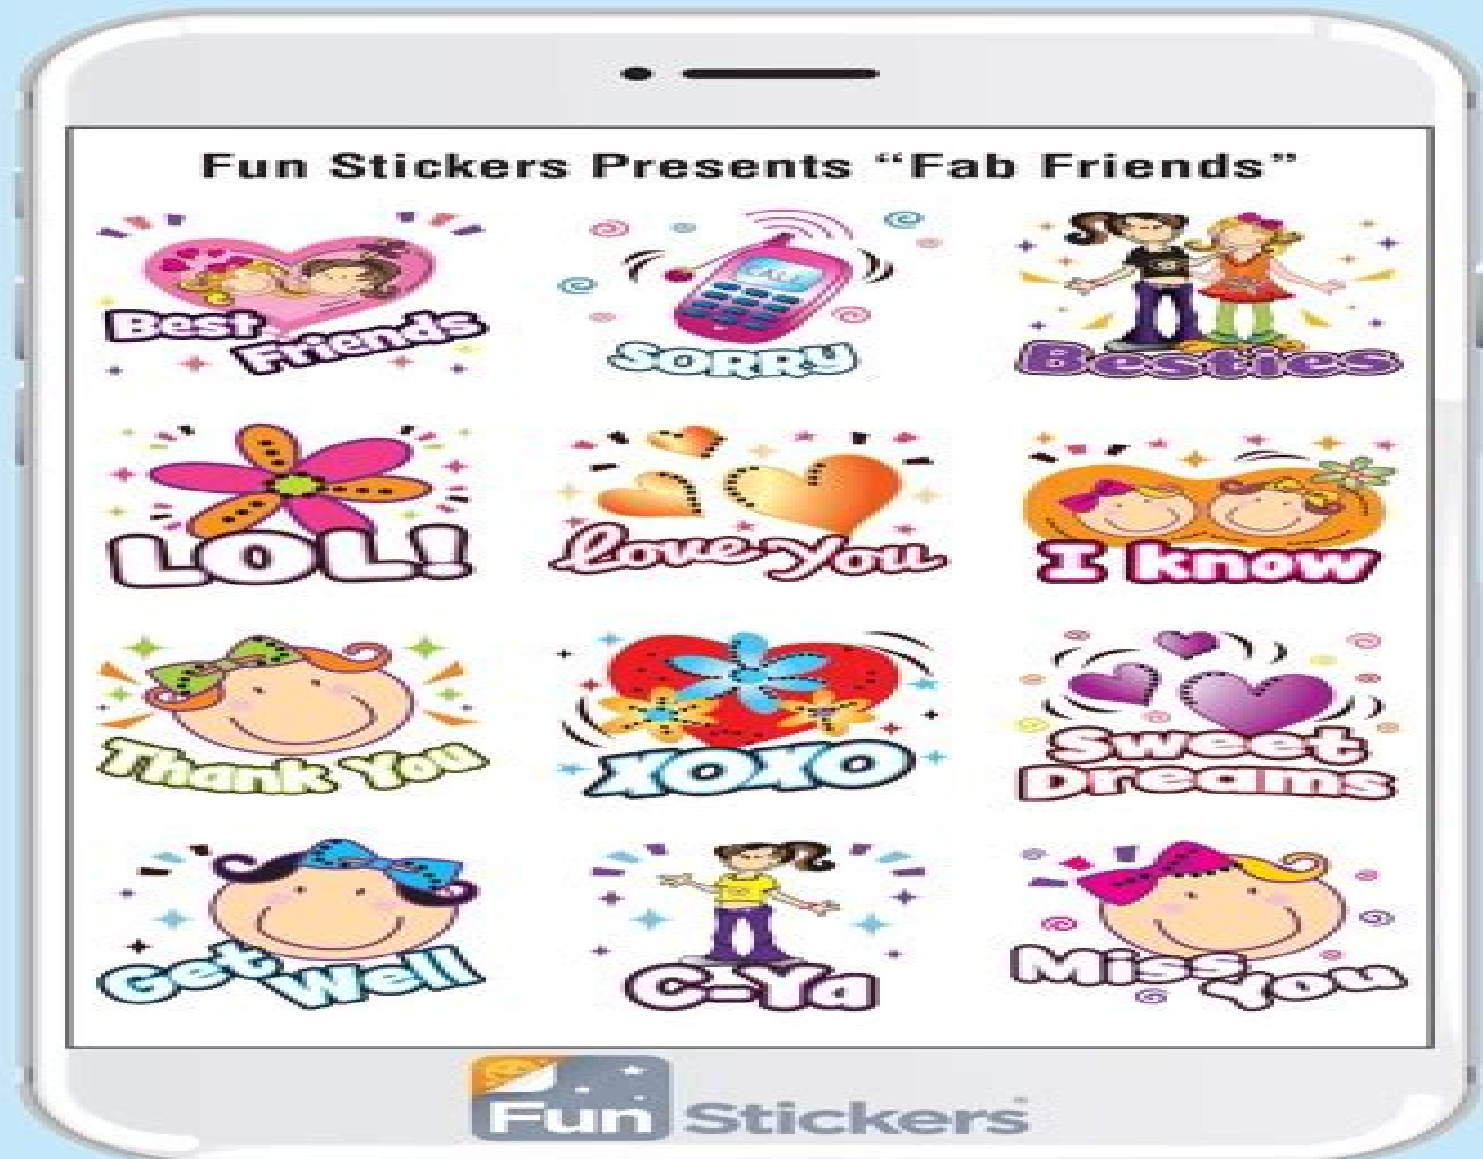 Fun Stickers Presents “Fab Friends”
Best
Friends
CALL
SORRY
Besties
LOL!
Love You
I know
Thank You
XOXO
Sweet
Dreams
Get Well
C-Ya
Miss
You
Fun Stickers